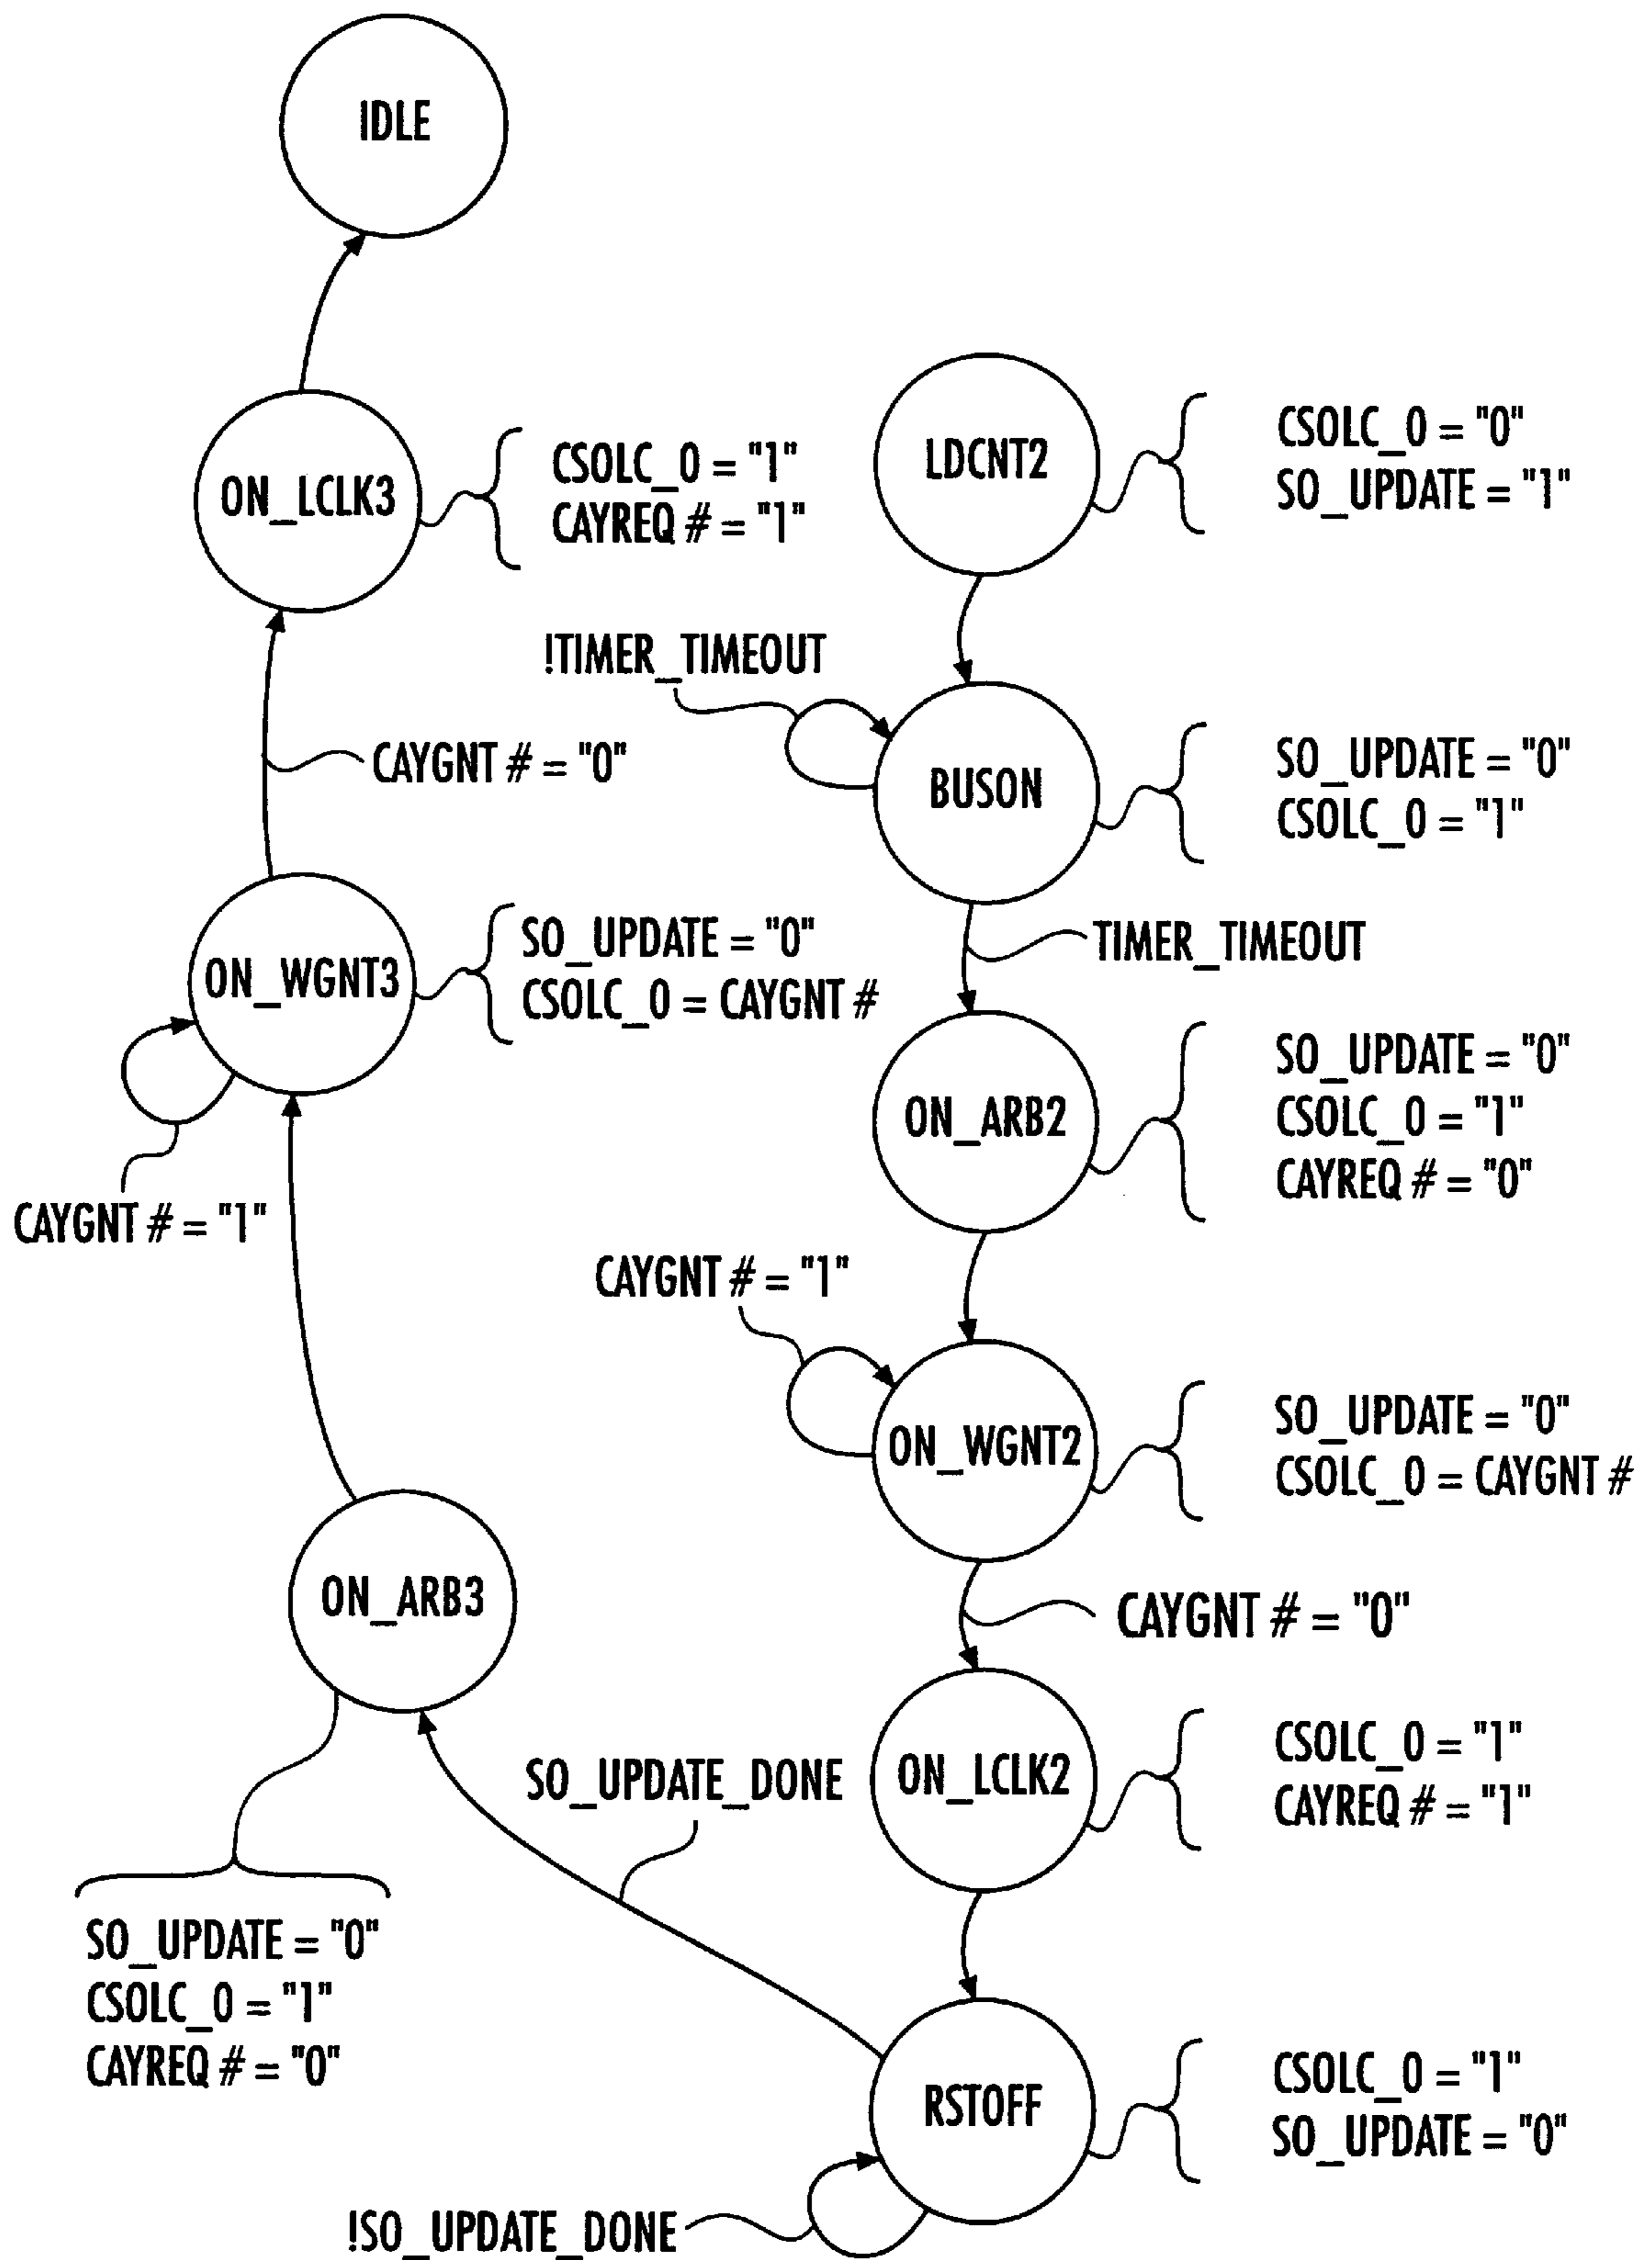 IDLE
ON_LCLK3
CSOLC_0 = "1"
CAYREQ # = "1"
LDCNT2
CSOLC_0 = "0"
SO_UPDATE = "1"
!TIMER_TIMEOUT
CAYGNT # = "0"
BUSON
SO_UPDATE = "0"
CSOLC_0 = "1"
TIMER_TIMEOUT
ON_WGNT3
SO_UPDATE = "0"
CSOLC_0 = CAYGNT #
CAYGNT # = "1"
ON_ARB2
SO_UPDATE = "0"
CSOLC_0 = "1"
CAYREQ # = "0"
CAYGNT # = "1"
ON_WGNT2
SO_UPDATE = "0"
CSOLC_0 = CAYGNT #
CAYGNT # = "0"
ON_ARB3
SO_UPDATE_DONE
ON_LCLK2
CSOLC_0 = "1"
CAYREQ # = "1"
SO_UPDATE = "0"
CSOLC_0 = "1"
CAYREQ # = "0"
RSTOFF
CSOLC_0 = "1"
SO_UPDATE = "0"
!SO_UPDATE_DONE